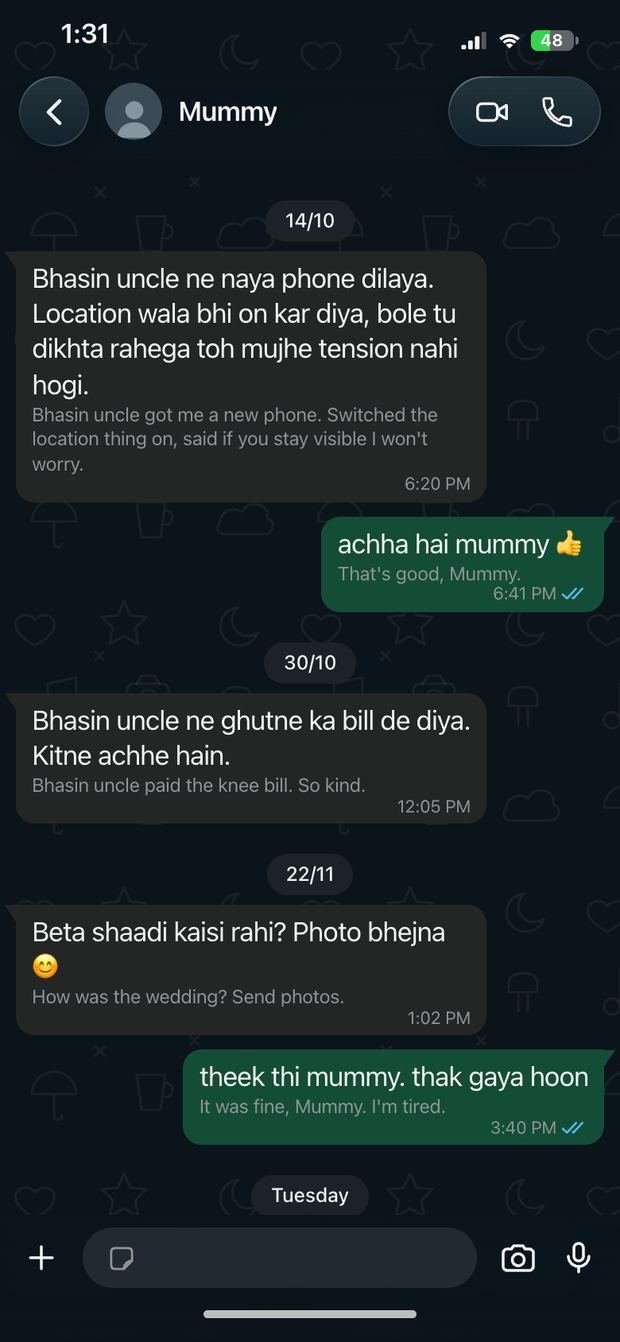 1:31
48
Mummy
14/10
Bhasin uncle ne naya phone dilaya.
Location wala bhi on kar diya, bole tu
dikhta rahega toh mujhe tension nahi
hogi.
Bhasin uncle got me a new phone. Switched the
location thing on, said if you stay visible I won't
worry.
6:20 PM
achha hai mummy 👍
That's good, Mummy.
6:41 PM
30/10
Bhasin uncle ne ghutne ka bill de diya.
Kitne achhe hain.
Bhasin uncle paid the knee bill. So kind.
12:05 PM
22/11
Beta shaadi kaisi rahi? Photo bhejna
😊
How was the wedding? Send photos.
1:02 PM
theek thi mummy. thak gaya hoon
It was fine, Mummy. I'm tired.
3:40 PM
Tuesday